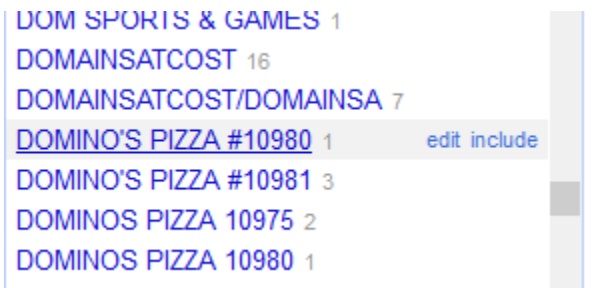 DOM SPORTS & GAMES 1
DOMAINSATCOST 16
DOMAINSATCOST/DOMAINSA 7
DOMINO'S PIZZA #10980 1 edit include
DOMINO'S PIZZA #10981 3
DOMINOS PIZZA 10975 2
DOMINOS PIZZA 10980 1